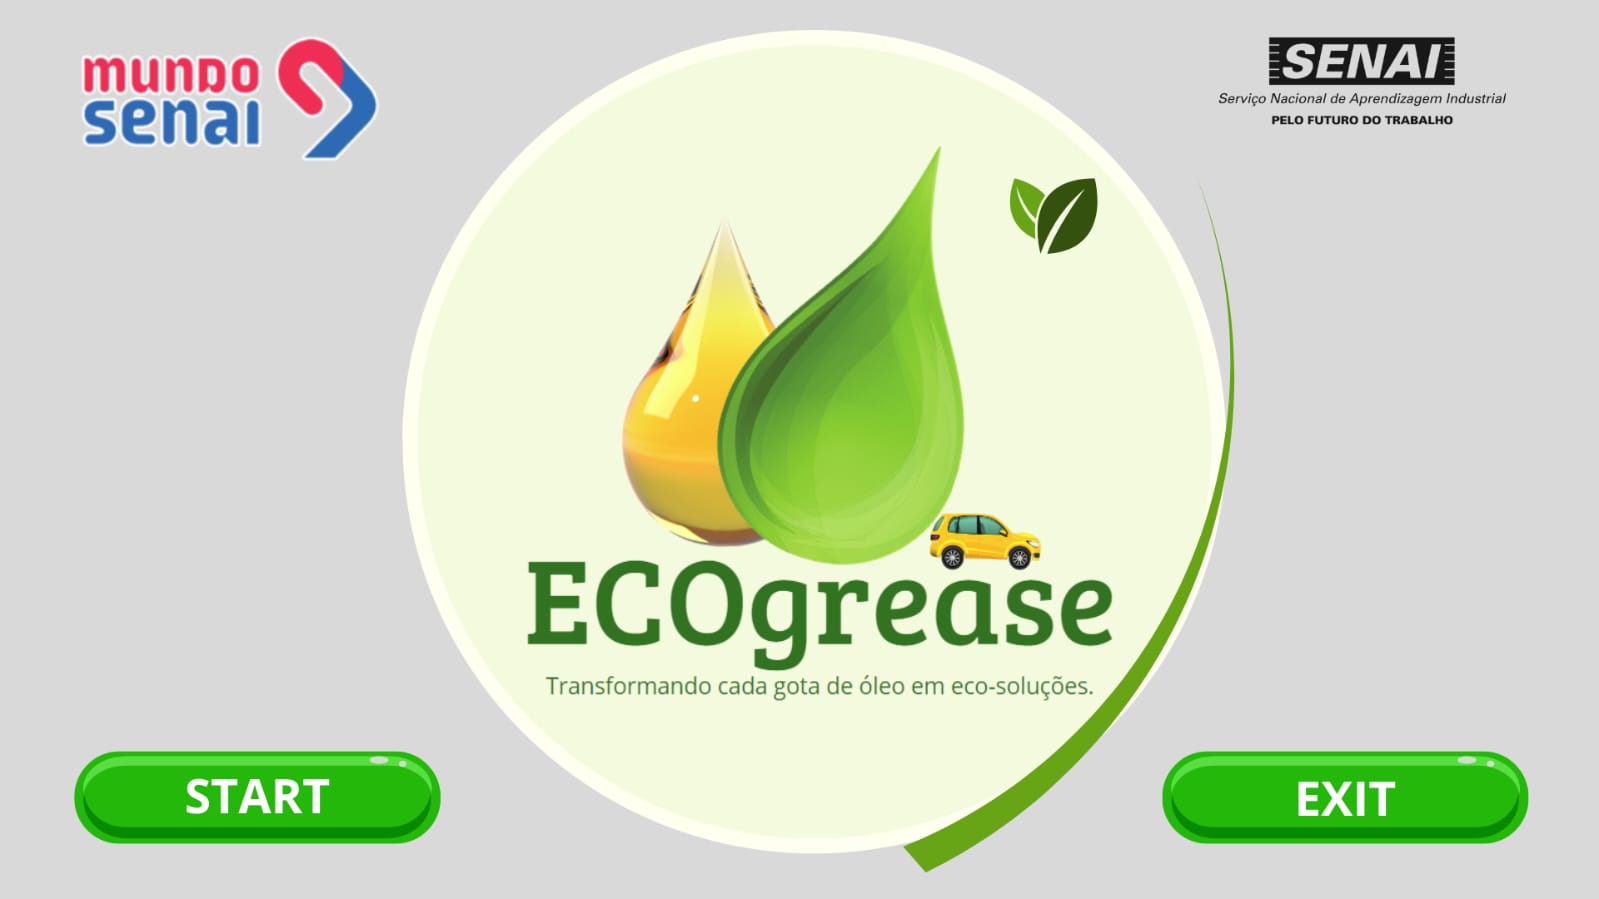 mundo
senai
SENAI
Serviço Nacional de Aprendizagem Industrial
PELO FUTURO DO TRABALHO
ECOgrease
Transformando cada gota de óleo em eco-soluções.
START
EXIT